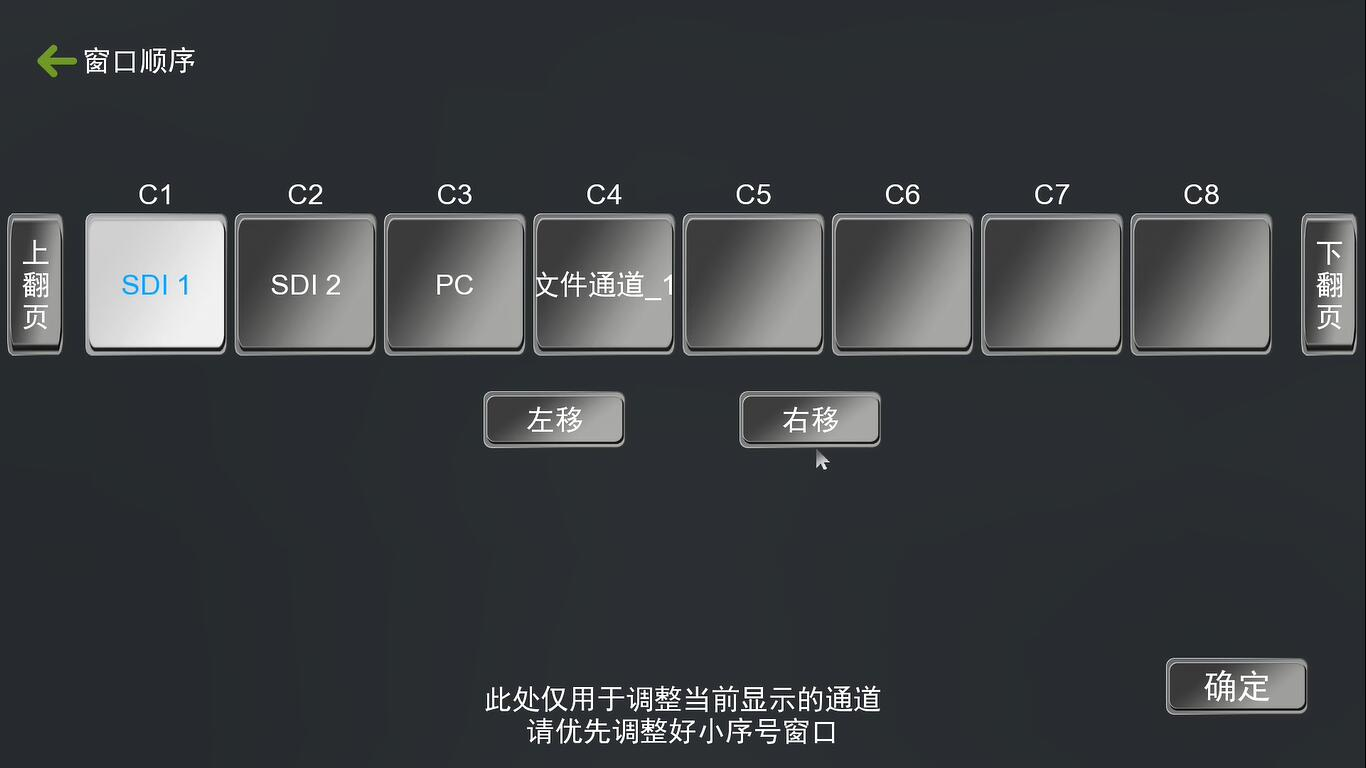 窗口顺序
C1 C2 C3 C4 C5 C6 C7 C8
上翻页
SDI 1 SDI 2 PC 文件通道_1
下翻页
左移 右移
确定
此处仅用于调整当前显示的通道
请优先调整好小序号窗口